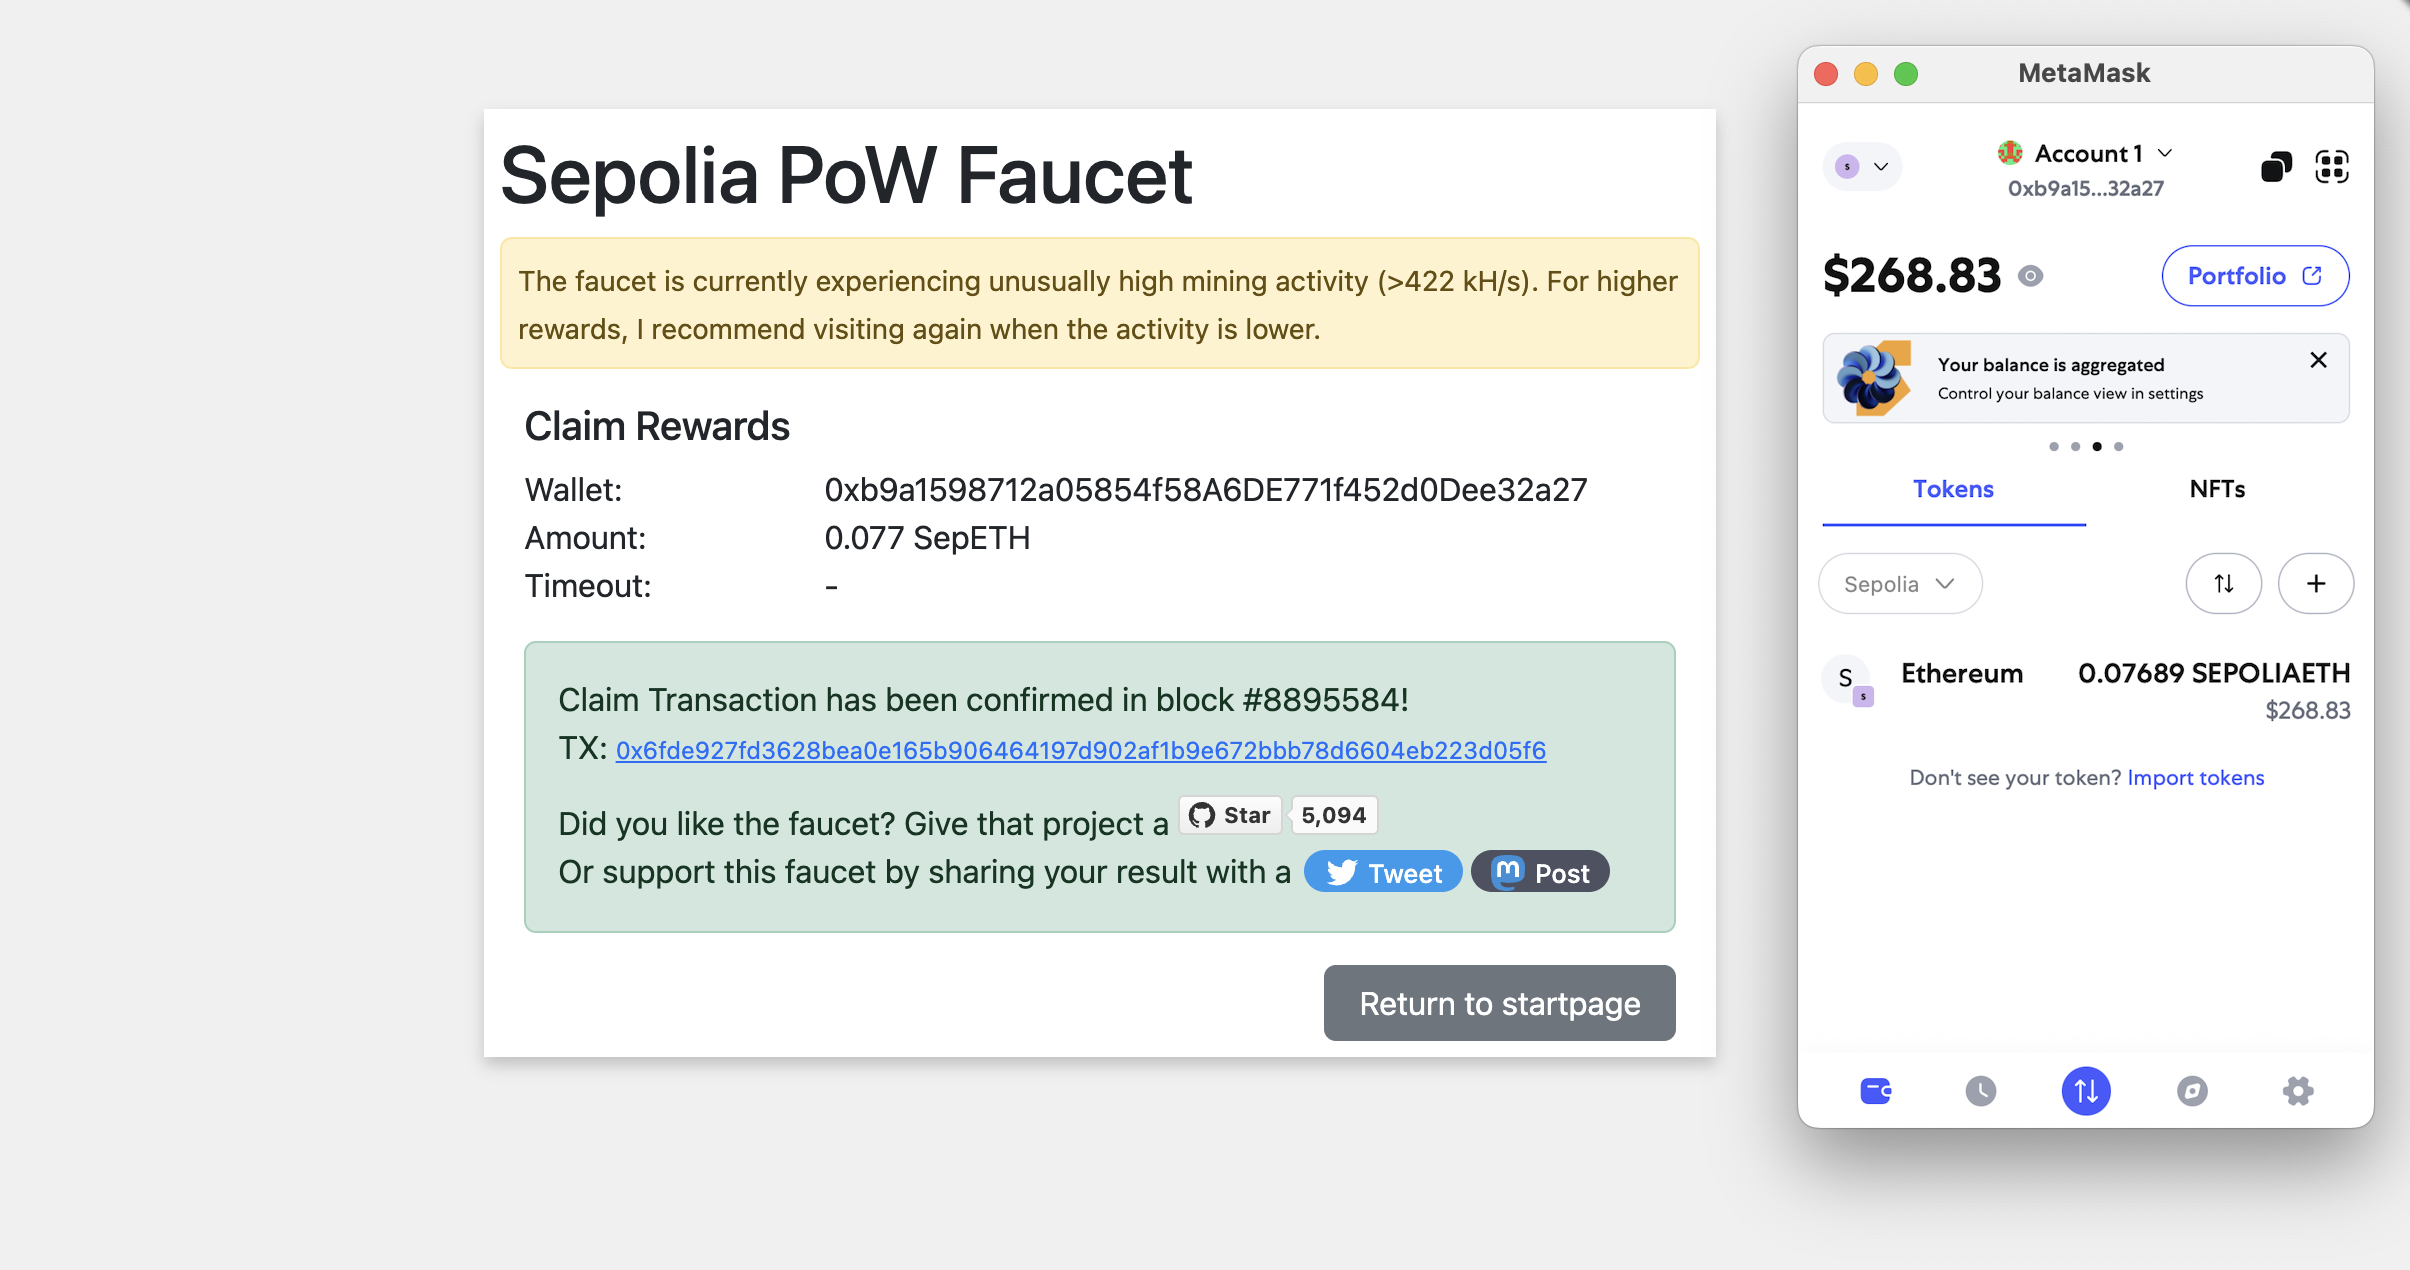 Sepolia PoW Faucet
The faucet is currently experiencing unusually high mining activity (>422 kH/s). For higher
rewards, I recommend visiting again when the activity is lower.
Claim Rewards
Wallet: 0xb9a1598712a05854f58A6DE771f452d0Dee32a27
Amount: 0.077 SepETH
Timeout: -
Claim Transaction has been confirmed in block #8895584!
TX: 0x6fde927fd3628bea0e165b906464197d902af1b9e672bbb78d6604eb223d05f6
Did you like the faucet? Give that project a Star 5,094
Or support this faucet by sharing your result with a Tweet Post
Return to startpage
MetaMask
s
Account 1
0xb9a15...32a27
$268.83
Portfolio
Your balance is aggregated
Control your balance view in settings
Tokens NFTs
Sepolia
S s Ethereum 0.07689 SEPOLIAETH
$268.83
Don't see your token? Import tokens